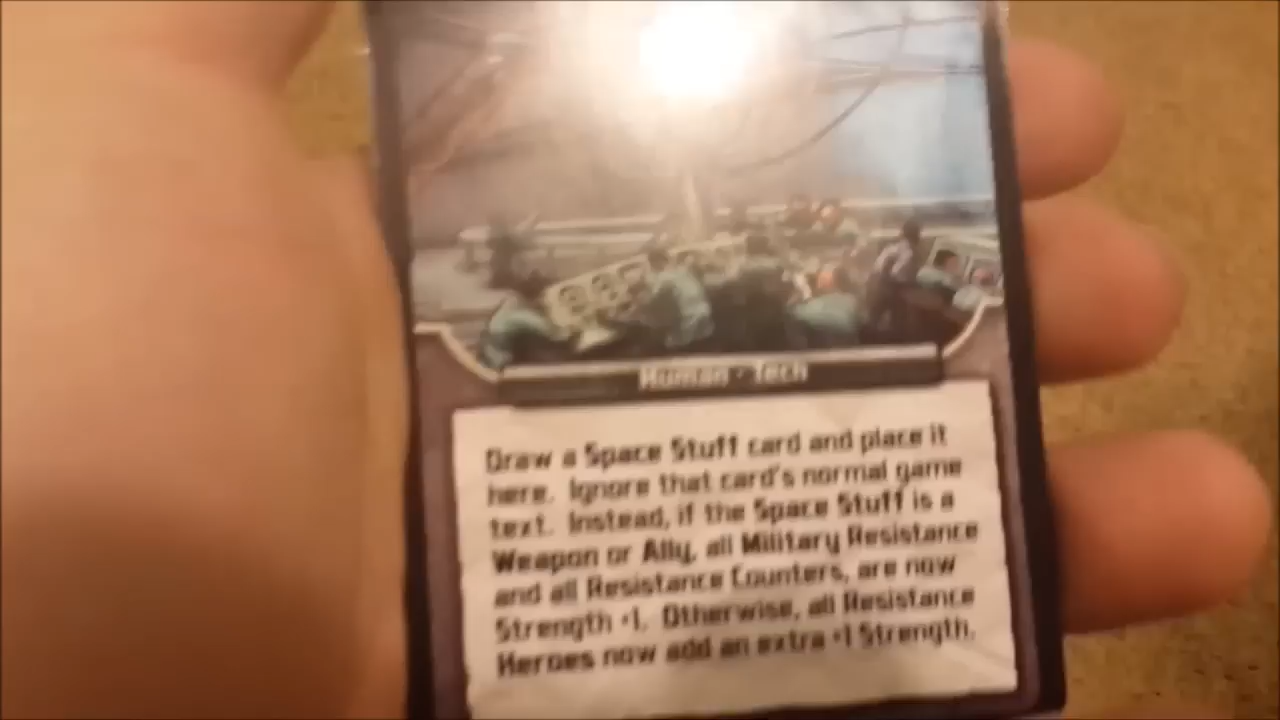 Human · Tech
Draw a Space Stuff card and place it
here. Ignore that card's normal game
text. Instead, if the Space Stuff is a
Weapon or Ally, all Military Resistance
and all Resistance Counters, are now
Strength +1. Otherwise, all Resistance
Heroes now add an extra +1 Strength.